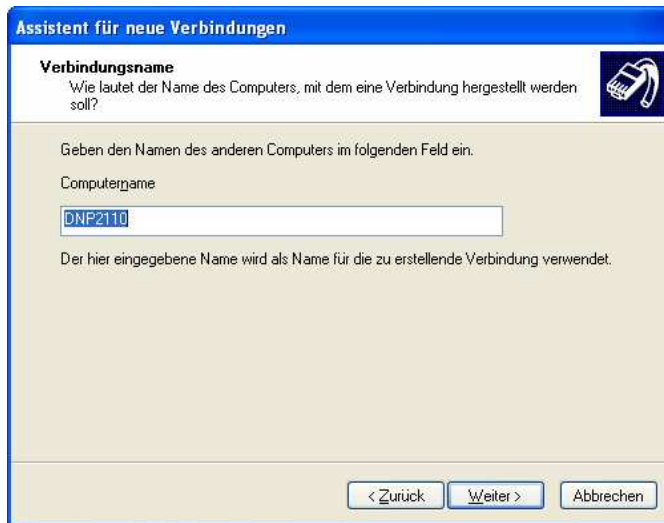 Assistent für neue Verbindungen
Verbindungsname
Wie lautet der Name des Computers, mit dem eine Verbindung hergestellt werden
soll?
Geben den Namen des anderen Computers im folgenden Feld ein.
Computername
DNP2110
Der hier eingegebene Name wird als Name für die zu erstellende Verbindung verwendet.
< Zurück Weiter > Abbrechen